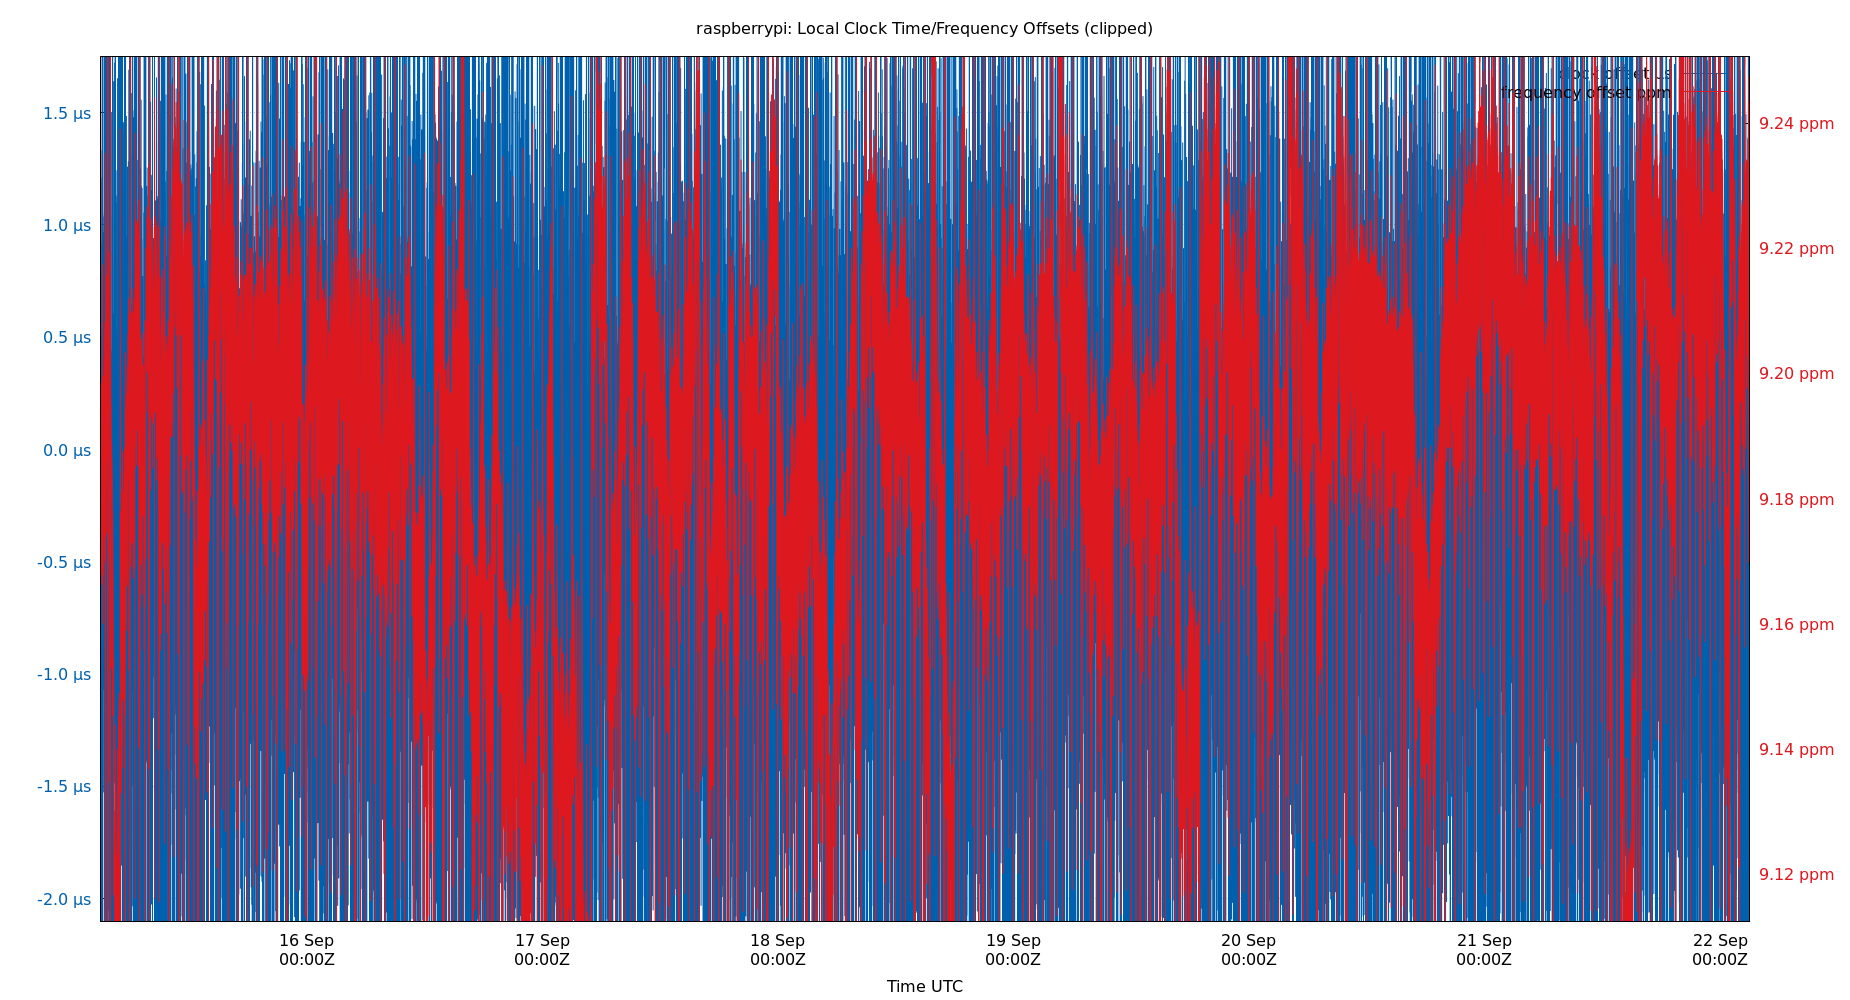 raspberrypi: Local Clock Time/Frequency Offsets (clipped)
clock offset µs
frequency offset ppm
1.5 µs
1.0 µs
0.5 µs
0.0 µs
-0.5 µs
-1.0 µs
-1.5 µs
-2.0 µs
9.24 ppm
9.22 ppm
9.20 ppm
9.18 ppm
9.16 ppm
9.14 ppm
9.12 ppm
16 Sep
00:00Z
17 Sep
00:00Z
18 Sep
00:00Z
19 Sep
00:00Z
20 Sep
00:00Z
21 Sep
00:00Z
22 Sep
00:00Z
Time UTC